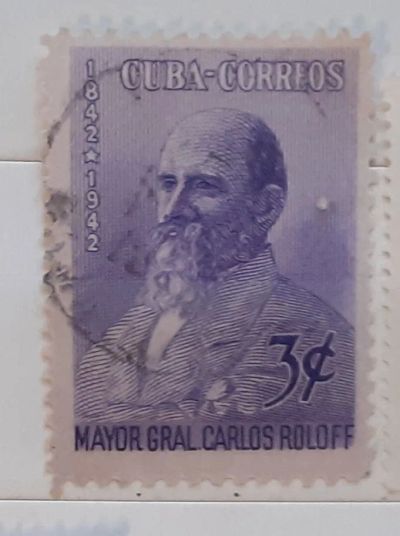 CUBA-CORREOS
1842★1942
3¢
MAYOR GRAL. CARLOS ROLOFF